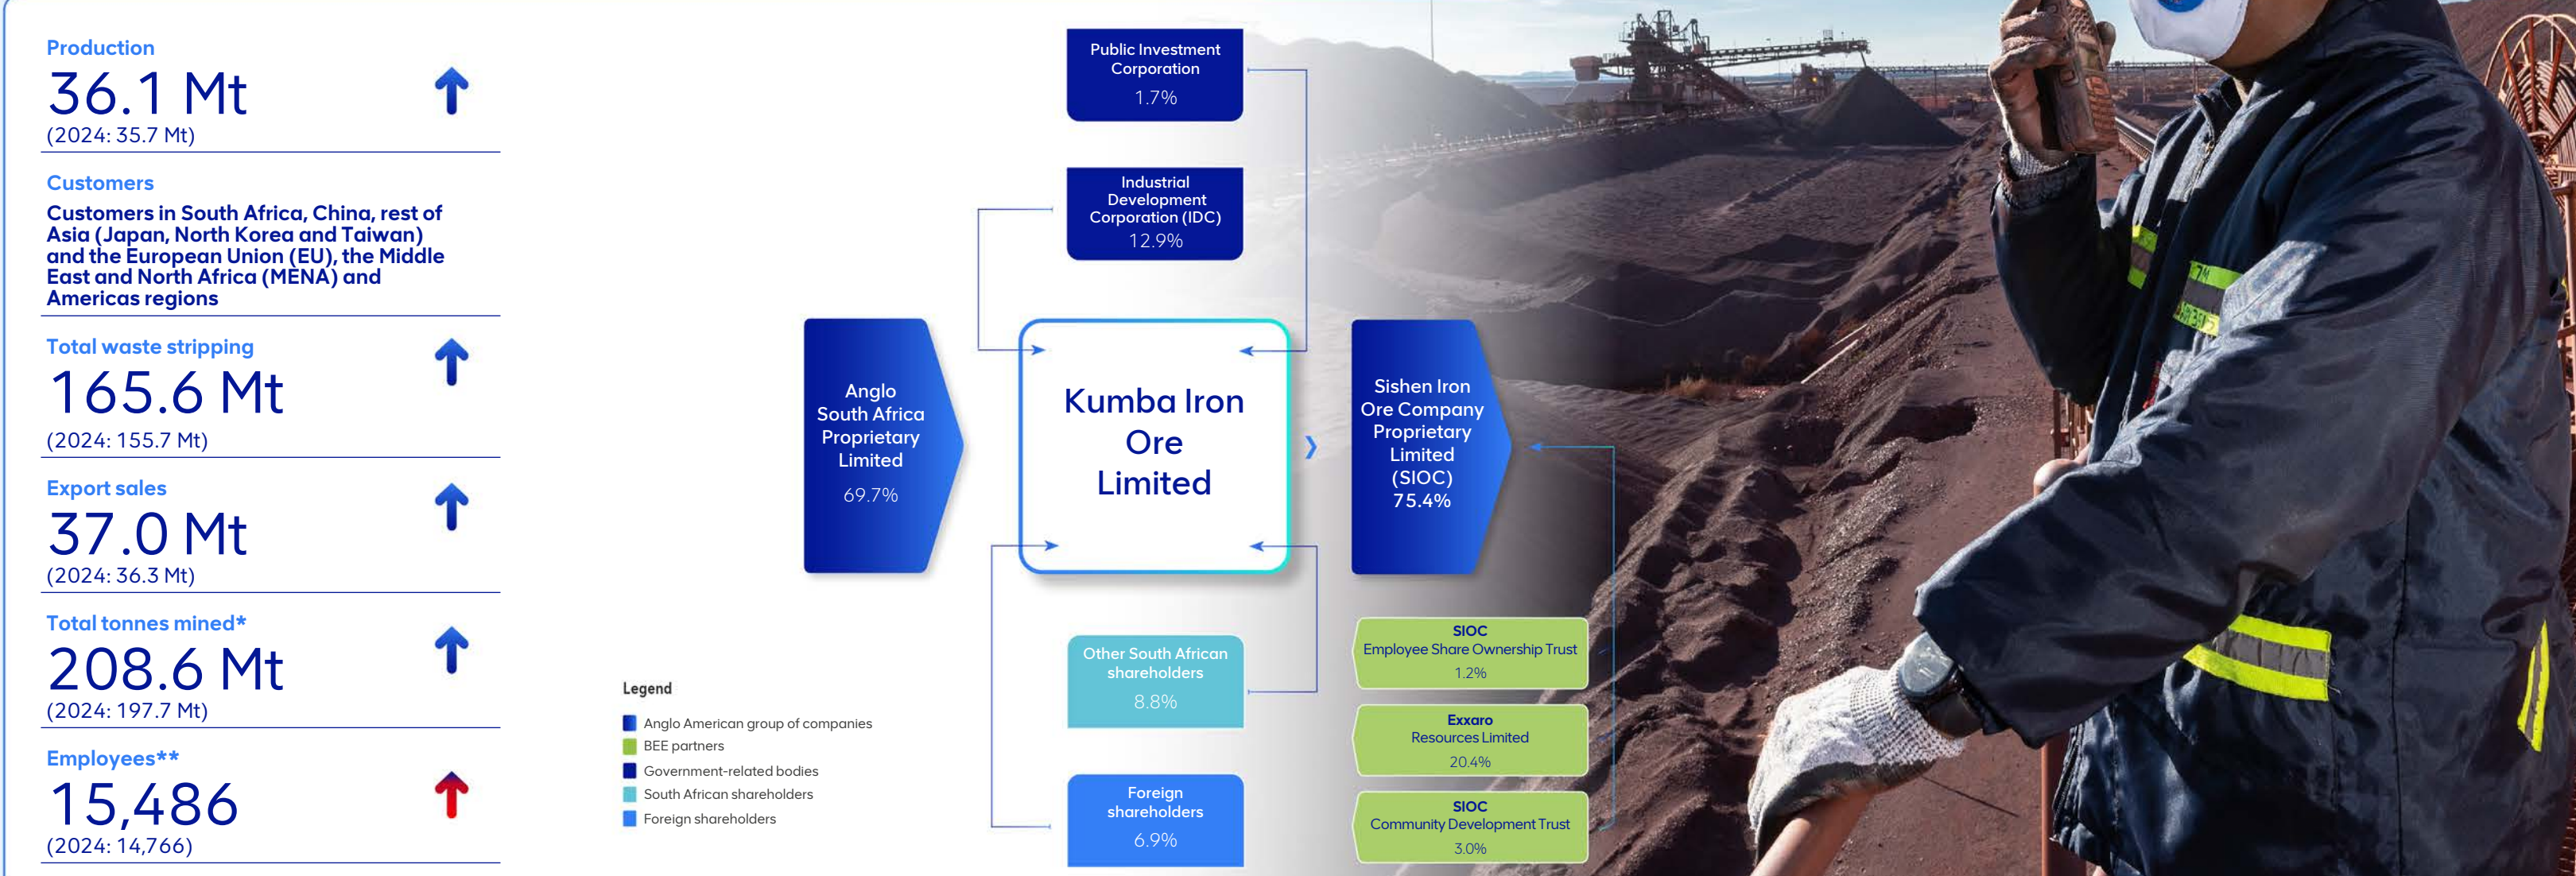 Production
36.1 Mt
(2024: 35.7 Mt)
Customers
Customers in South Africa, China, rest of
Asia (Japan, North Korea and Taiwan)
and the European Union (EU), the Middle
East and North Africa (MENA) and
Americas regions
Total waste stripping
165.6 Mt
(2024: 155.7 Mt)
Export sales
37.0 Mt
(2024: 36.3 Mt)
Total tonnes mined*
208.6 Mt
(2024: 197.7 Mt)
Employees**
15,486
(2024: 14,766)
Public Investment
Corporation
1.7%
Industrial
Development
Corporation (IDC)
12.9%
Anglo
South Africa
Proprietary
Limited
69.7%
Kumba Iron
Ore
Limited
Sishen Iron
Ore Company
Proprietary
Limited
(SIOC)
75.4%
Other South African
shareholders
8.8%
Foreign
shareholders
6.9%
SIOC
Employee Share Ownership Trust
1.2%
Exxaro
Resources Limited
20.4%
SIOC
Community Development Trust
3.0%
Legend
Anglo American group of companies
BEE partners
Government-related bodies
South African shareholders
Foreign shareholders